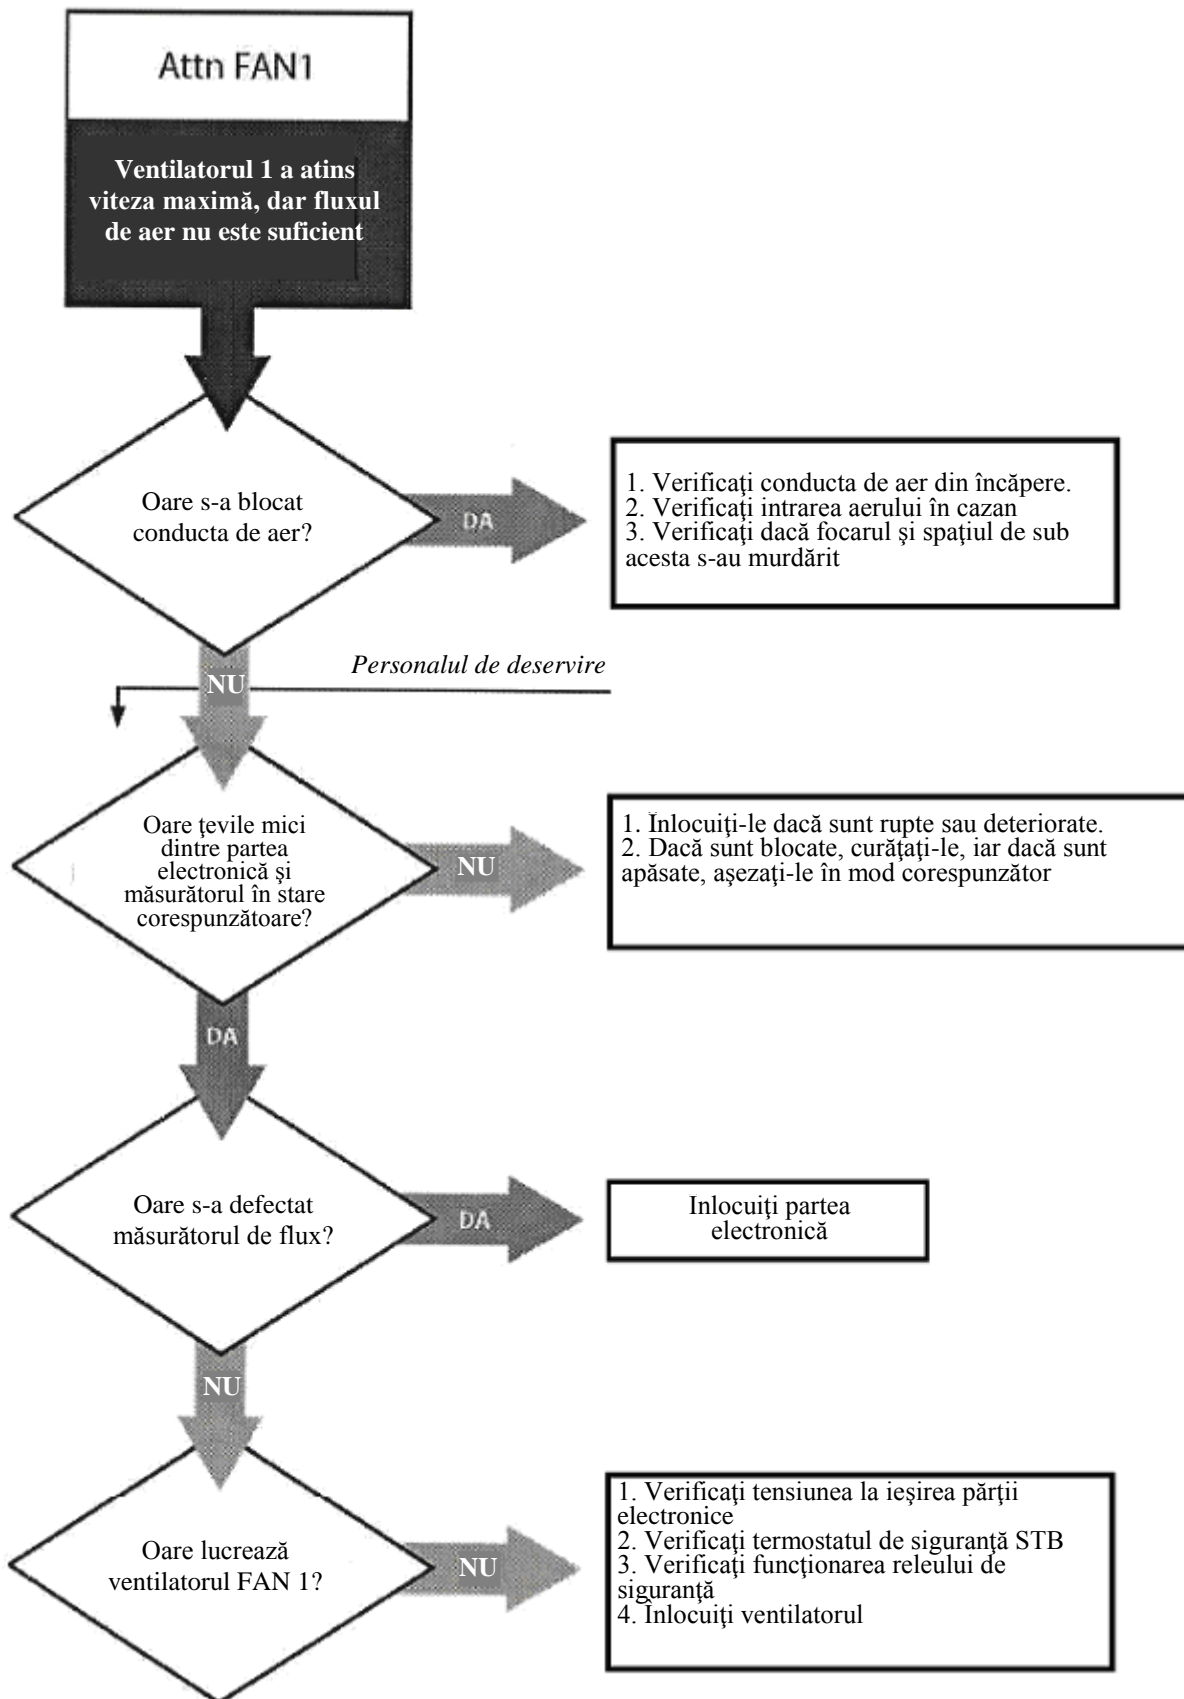 Attn FAN1
Ventilatorul 1 a atins
viteza maximă, dar fluxul
de aer nu este suficient
Oare s-a blocat
conducta de aer?
DA
1. Verificaţi conducta de aer din încăpere.
2. Verificaţi intrarea aerului în cazan
3. Verificaţi dacă focarul şi spaţiul de sub
acesta s-au murdărit
NU
Personalul de deservire
Oare ţevile mici
dintre partea
electronică şi
măsurătorul în stare
corespunzătoare?
NU
1. Inlocuiţi-le dacă sunt rupte sau deteriorate.
2. Dacă sunt blocate, curăţaţi-le, iar dacă sunt
apăsate, aşezaţi-le în mod corespunzător
DA
Oare s-a defectat
măsurătorul de flux?
DA
Inlocuiţi partea
electronică
NU
Oare lucrează
ventilatorul FAN 1?
NU
1. Verificaţi tensiunea la ieşirea părţii
electronice
2. Verificaţi termostatul de siguranţă STB
3. Verificaţi funcţionarea releului de
siguranţă
4. Înlocuiţi ventilatorul